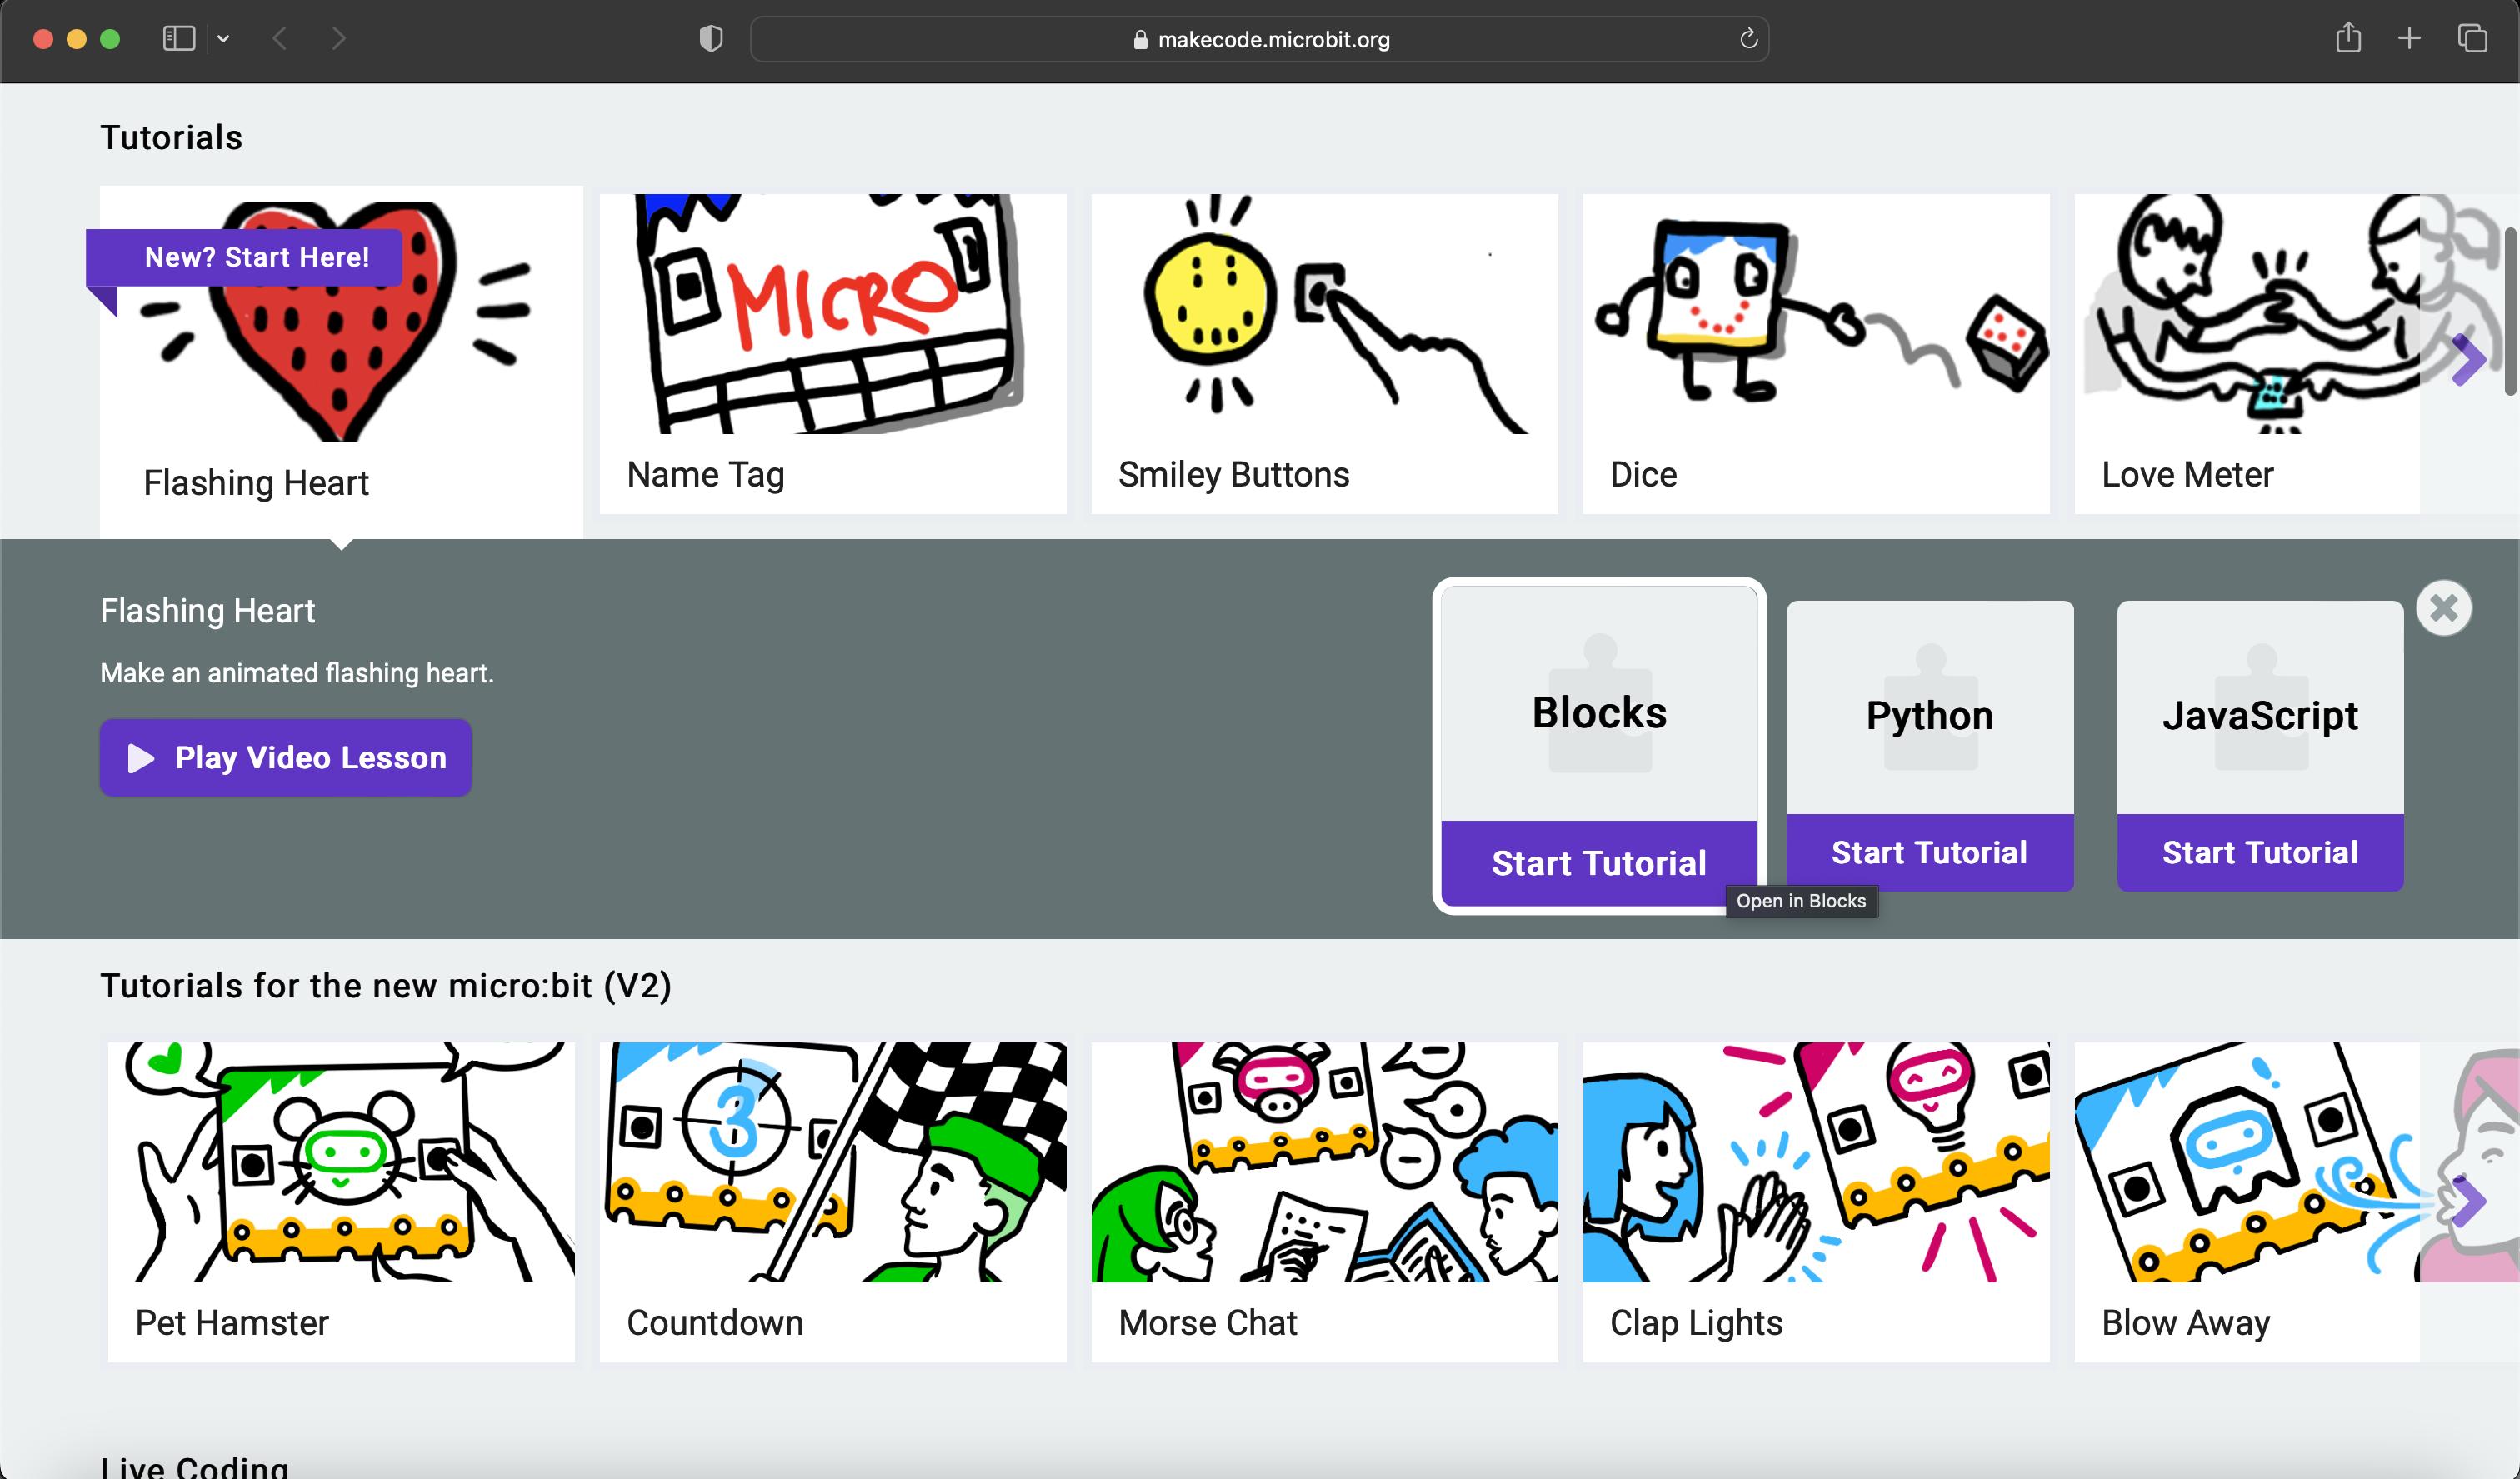 makecode.microbit.org
Tutorials
New? Start Here!
MICRO
Flashing Heart
Name Tag
Smiley Buttons
Dice
Love Meter
Flashing Heart
Make an animated flashing heart.
Play Video Lesson
Blocks
Start Tutorial
Python
Start Tutorial
JavaScript
Start Tutorial
Open in Blocks
Tutorials for the new micro:bit (V2)
3
Pet Hamster
Countdown
Morse Chat
Clap Lights
Blow Away
Live Coding